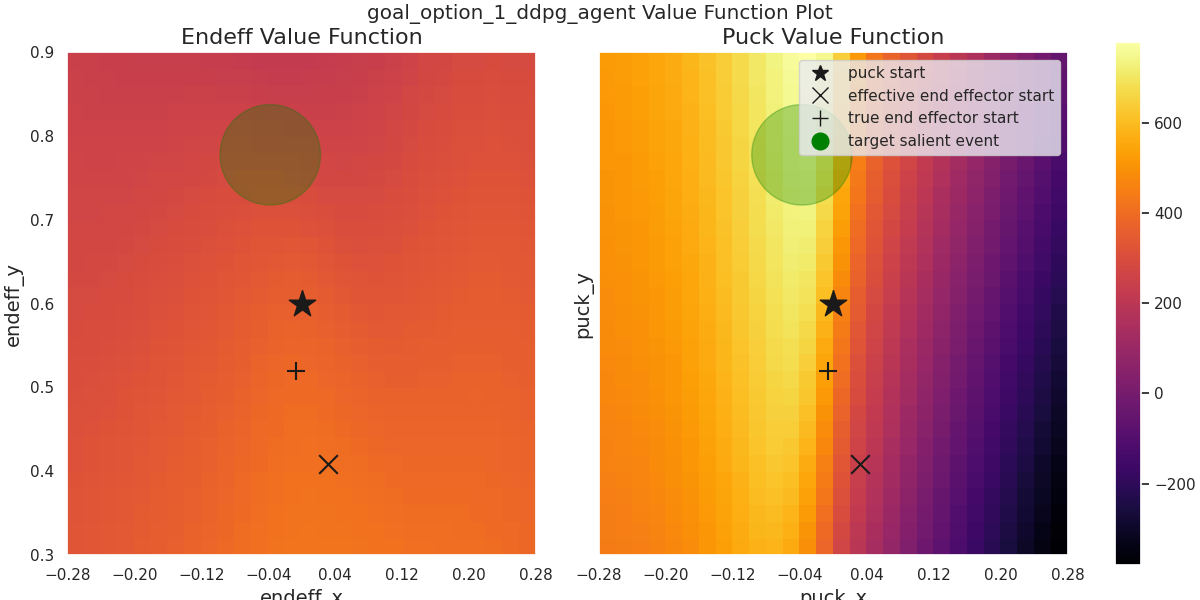 goal_option_1_ddpg_agent Value Function Plot
Endeff Value Function
Puck Value Function
puck start
effective end effector start
true end effector start
target salient event
endeff_y
0.9
0.8
0.7
0.6
0.5
0.4
0.3
−0.28 −0.20 −0.12 −0.04 0.04 0.12 0.20 0.28
endeff_x
puck_y
−0.28 −0.20 −0.12 −0.04 0.04 0.12 0.20 0.28
puck_x
600
400
200
0
−200